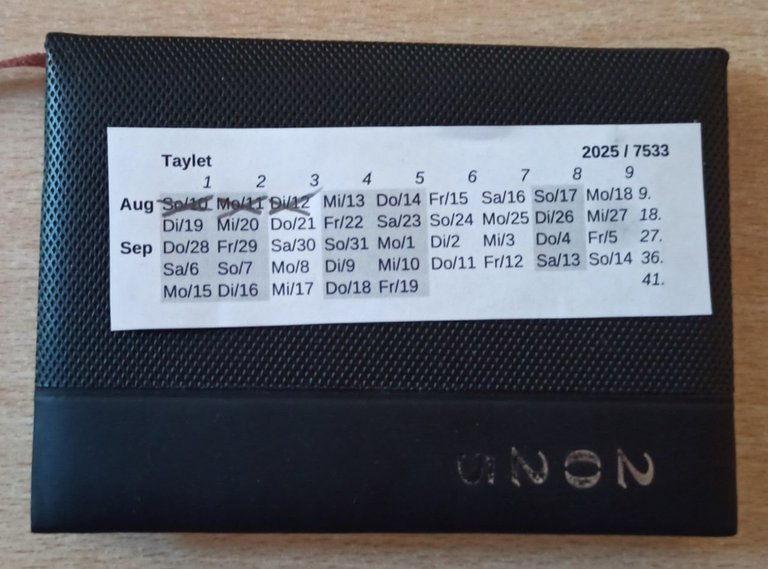 Taylet 2025 / 7533
1 2 3 4 5 6 7 8 9
Aug So/10 Mo/11 Di/12 Mi/13 Do/14 Fr/15 Sa/16 So/17 Mo/18 9.
Di/19 Mi/20 Do/21 Fr/22 Sa/23 So/24 Mo/25 Di/26 Mi/27 18.
Sep Do/28 Fr/29 Sa/30 So/31 Mo/1 Di/2 Mi/3 Do/4 Fr/5 27.
Sa/6 So/7 Mo/8 Di/9 Mi/10 Do/11 Fr/12 Sa/13 So/14 36.
Mo/15 Di/16 Mi/17 Do/18 Fr/19 41.
2025